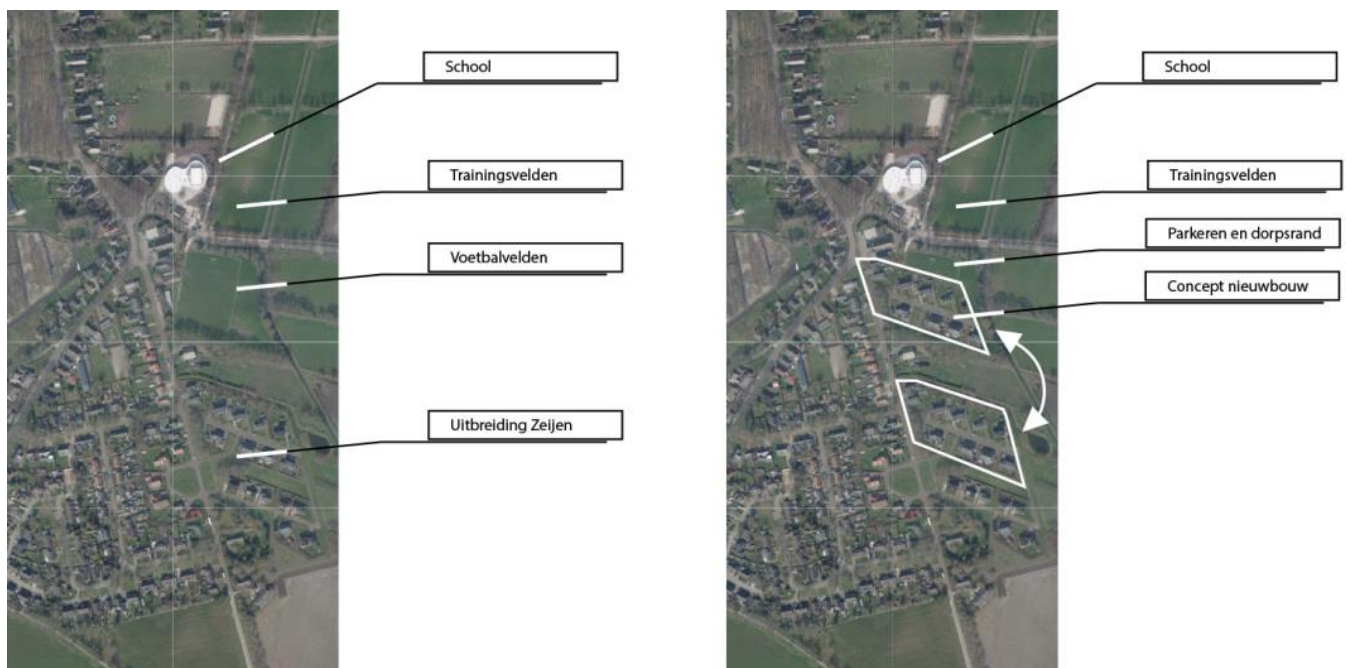 School
Trainingsvelden
Voetbalvelden
Uitbreiding Zeijen
School
Trainingsvelden
Parkeren en dorpsrand
Concept nieuwbouw